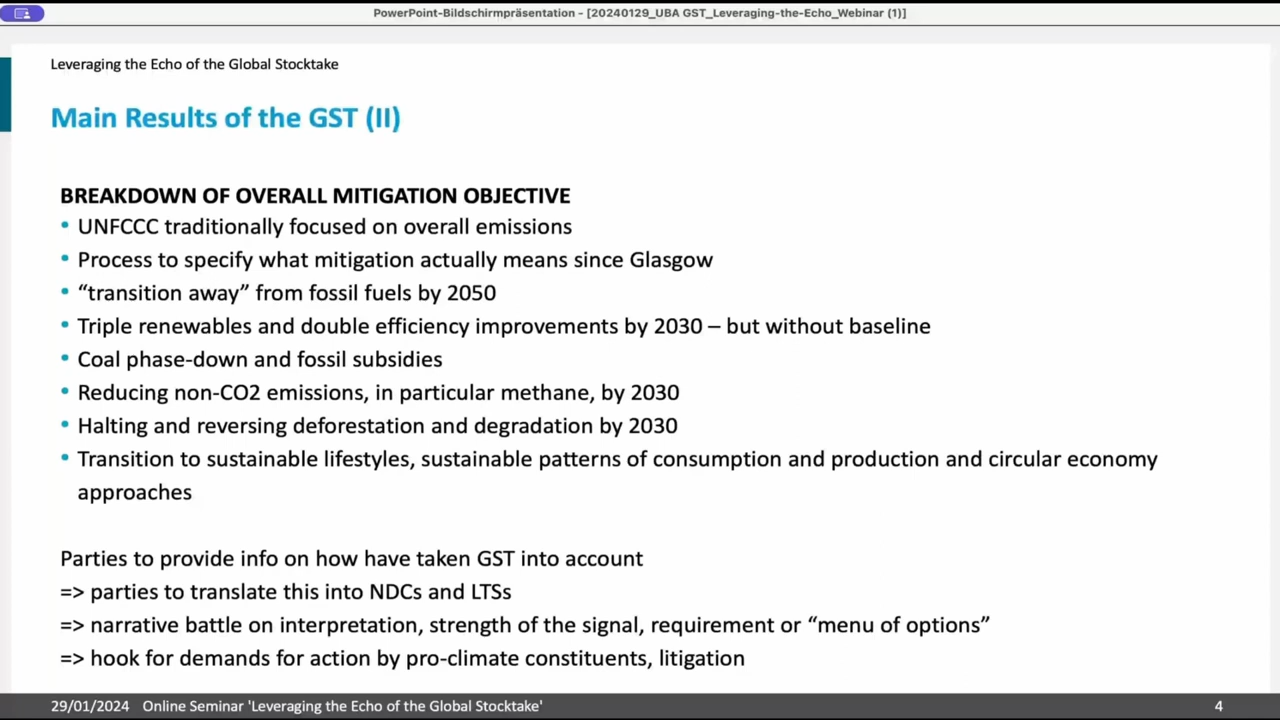 PowerPoint-Bildschirmpräsentation - [20240129_UBA GST_Leveraging-the-Echo_Webinar (1)]
Leveraging the Echo of the Global Stocktake
Main Results of the GST (II)
BREAKDOWN OF OVERALL MITIGATION OBJECTIVE
• UNFCCC traditionally focused on overall emissions
• Process to specify what mitigation actually means since Glasgow
• “transition away” from fossil fuels by 2050
• Triple renewables and double efficiency improvements by 2030 – but without baseline
• Coal phase-down and fossil subsidies
• Reducing non-CO2 emissions, in particular methane, by 2030
• Halting and reversing deforestation and degradation by 2030
• Transition to sustainable lifestyles, sustainable patterns of consumption and production and circular economy
approaches
Parties to provide info on how have taken GST into account
=> parties to translate this into NDCs and LTSs
=> narrative battle on interpretation, strength of the signal, requirement or “menu of options”
=> hook for demands for action by pro-climate constituents, litigation
29/01/2024 Online Seminar 'Leveraging the Echo of the Global Stocktake' 4